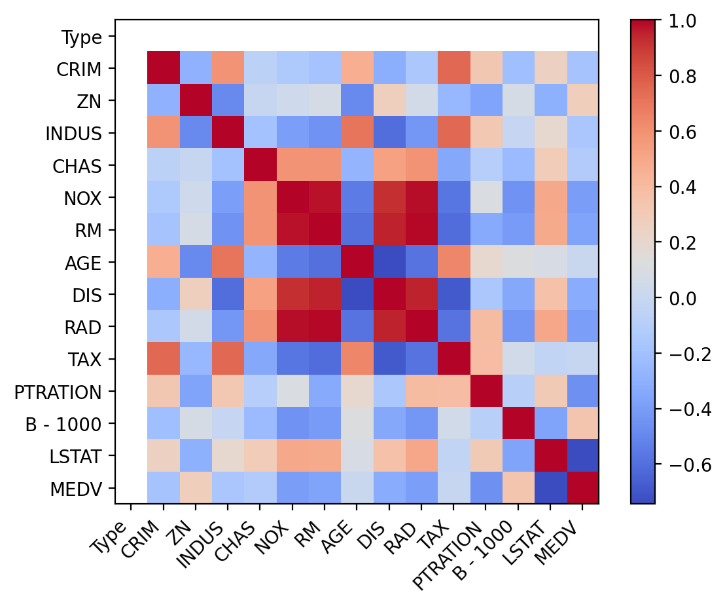 Type
CRIM
ZN
INDUS
CHAS
NOX
RM
AGE
DIS
RAD
TAX
PTRATION
B - 1000
LSTAT
MEDV
Type
CRIM
ZN
INDUS
CHAS
NOX
RM
AGE
DIS
RAD
TAX
PTRATION
B - 1000
LSTAT
MEDV
1.0
0.8
0.6
0.4
0.2
0.0
−0.2
−0.4
−0.6